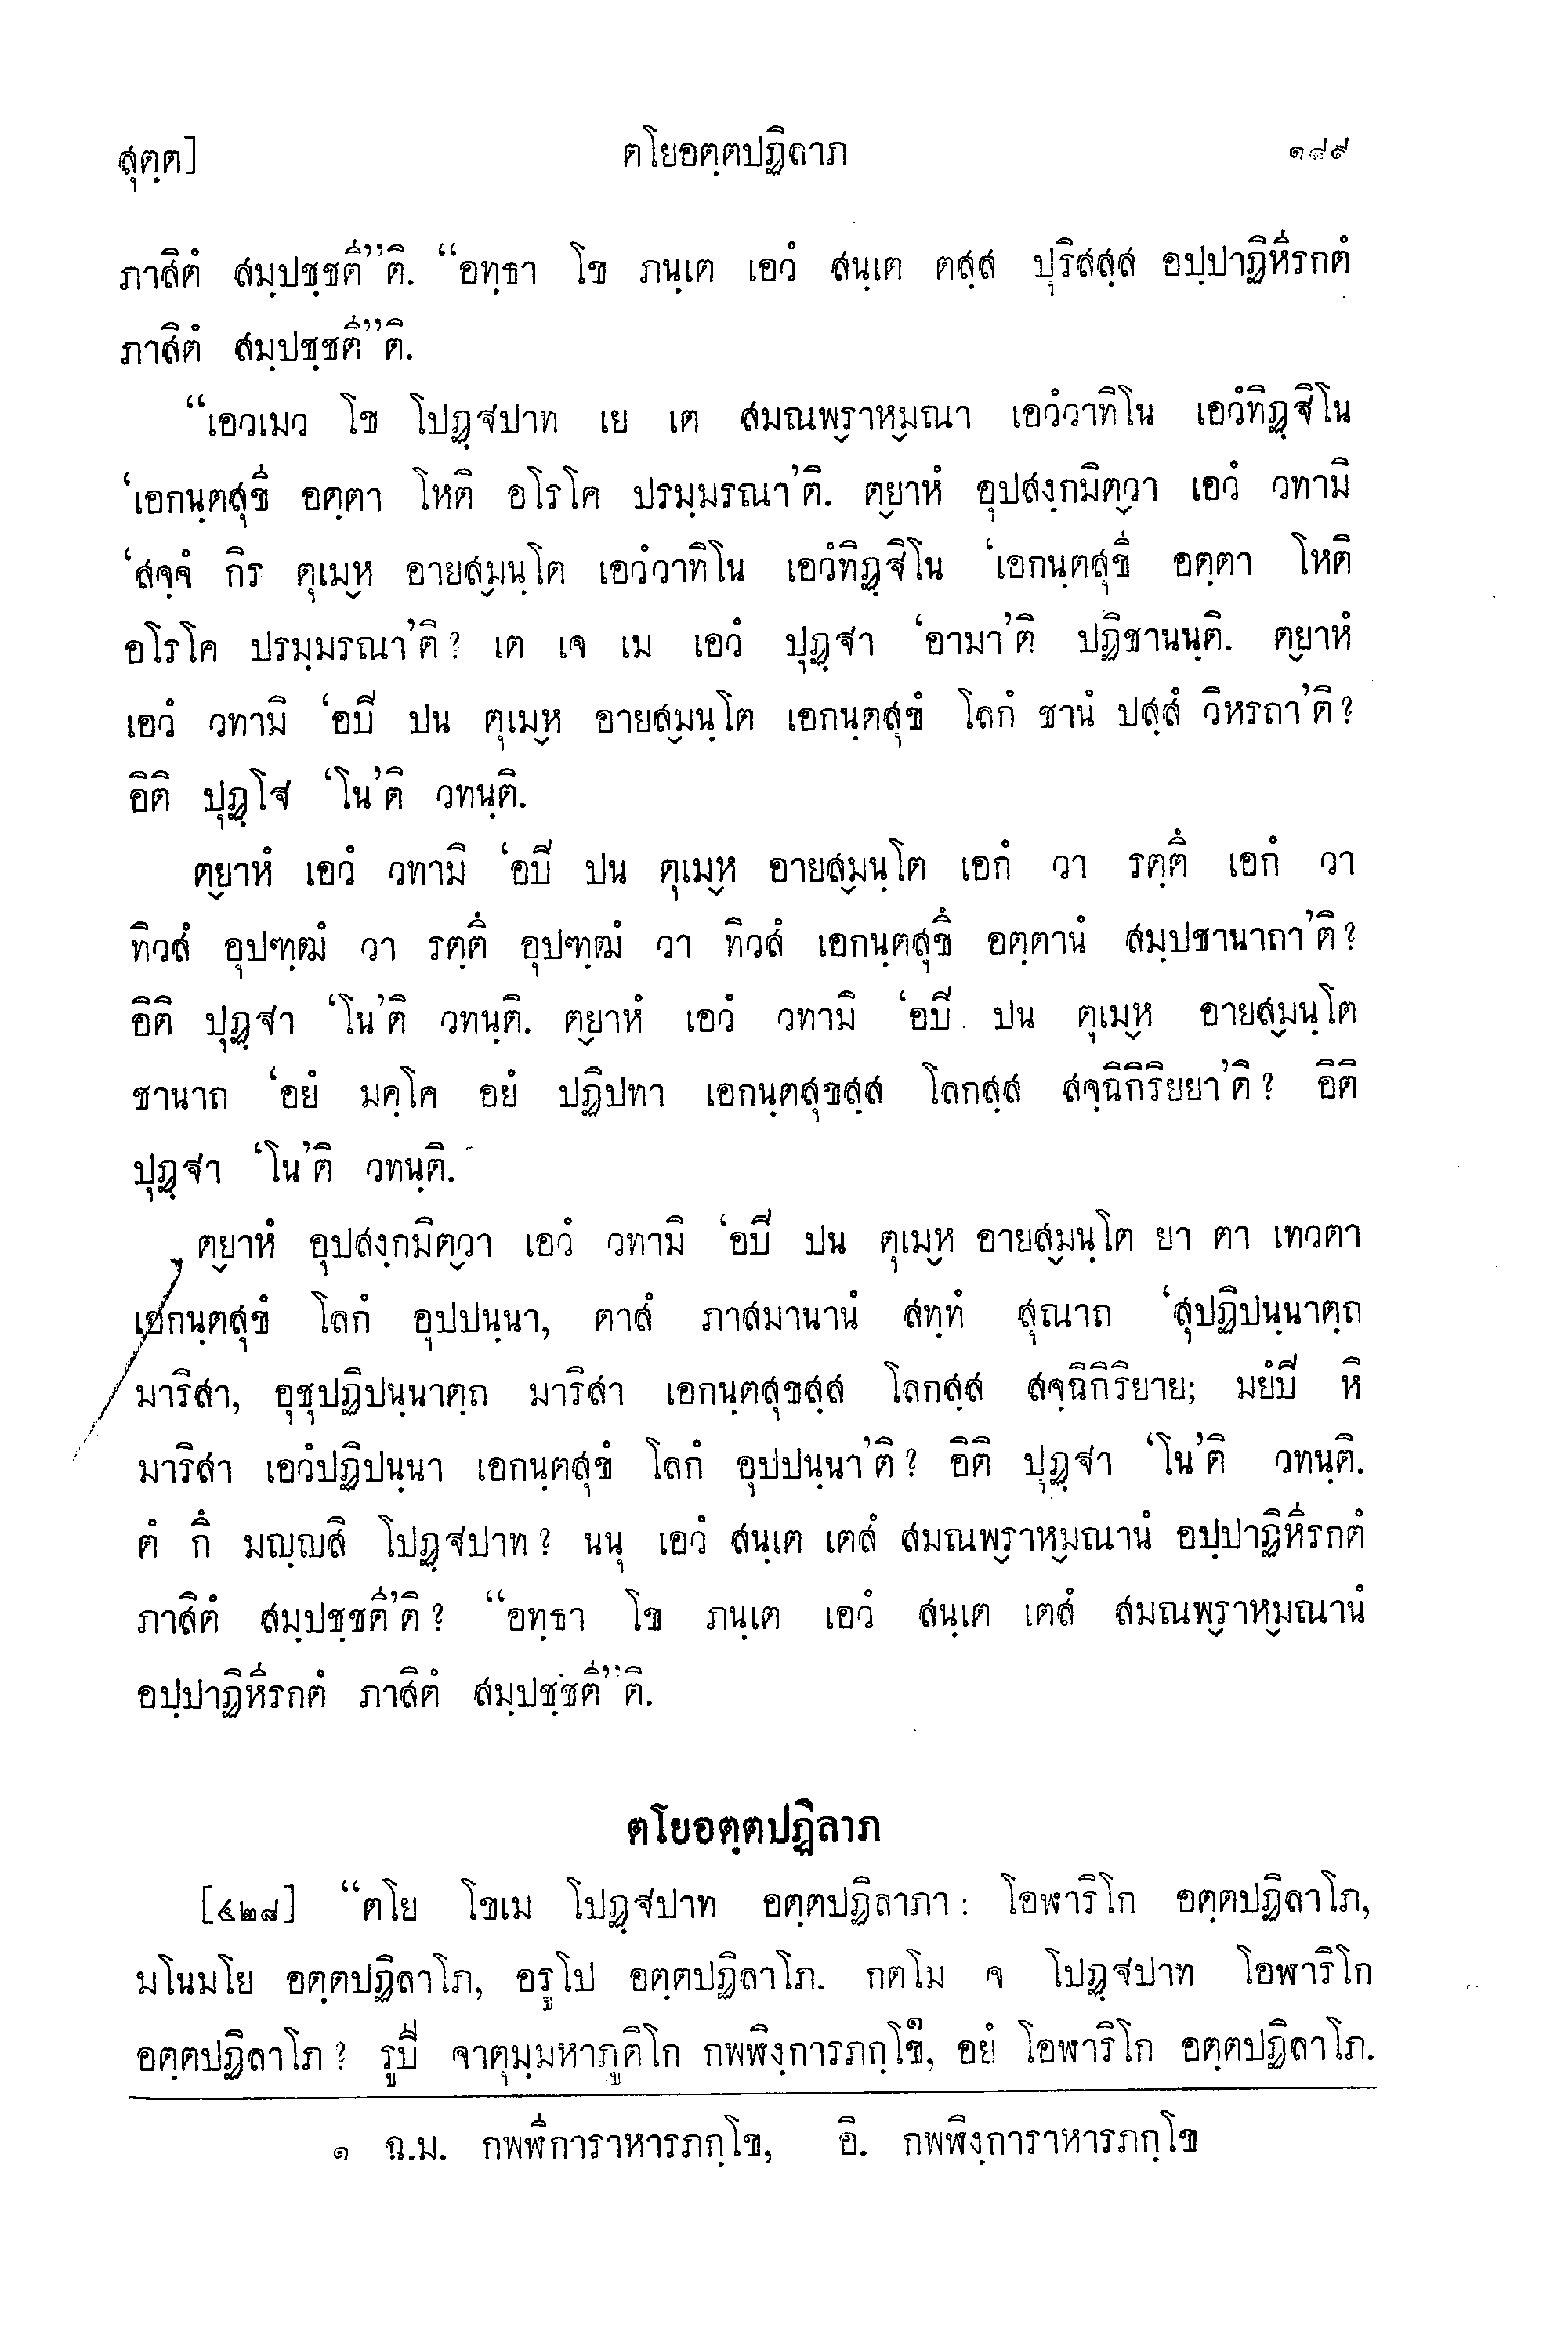 สุตฺต]	ตโยอตฺตปฏิลาภ	๑๘๙
ภาสิตํ สมฺปชฺชตี”ติ. “อทฺธา โข ภนฺเต เอวํ สนฺเต ตสฺส ปุริสสฺส อปฺปาฏิหีรกตํ
ภาสิตํ สมฺปชฺชตี”ติ.
“เอวเมว โข โปฏฺฐปาท เย เต สมณพฺราหฺมณา เอวํวาทิโน เอวํทิฏฺฐิโน
‘เอกนฺตสุขี อตฺตา โหติ อโรโค ปรมฺมรณา’ติ. ตฺยาหํ อุปสงฺกมิตฺวา เอวํ วทามิ
‘สจฺจํ กิร ตุเมฺห อายสฺมนฺโต เอวํวาทิโน เอวํทิฏฺฐิโน ‘เอกนฺตสุขี อตฺตา โหติ
อโรโค ปรมฺมรณา’ติ? เต เจ เม เอวํ ปุฏฺฐา ‘อามา’ติ ปฏิชานนฺติ. ตฺยาหํ
เอวํ วทามิ ‘อปิ ปน ตุเมฺห อายสฺมนฺโต เอกนฺตสุขํ โลกํ ชานํ ปสฺสํ วิหรถา’ติ?
อิติ ปุฏฺโฐ ‘โน’ติ วทนฺติ.
ตฺยาหํ เอวํ วทามิ ‘อปิ ปน ตุเมฺห อายสฺมนฺโต เอกํ วา รตฺตึ เอกํ วา
ทิวสํ อุปฑฺฒํ วา รตฺตึ อุปฑฺฒํ วา ทิวสํ เอกนฺตสุขึ อตฺตานํ สมฺปชานาถา’ติ?
อิติ ปุฏฺฐา ‘โน’ติ วทนฺติ. ตฺยาหํ เอวํ วทามิ ‘อปิ ปน ตุเมฺห อายสฺมนฺโต
ชานาถ ‘อยํ มคฺโค อยํ ปฏิปทา เอกนฺตสุขสฺส โลกสฺส สจฺฉิกิริยยา’ติ? อิติ
ปุฏฺฐา ‘โน’ติ วทนฺติ.
ตฺยาหํ อุปสงฺกมิตฺวา เอวํ วทามิ ‘อปิ ปน ตุเมฺห อายสฺมนฺโต ยา ตา เทวตา
เอกนฺตสุขํ โลกํ อุปปนฺนา, ตาสํ ภาสมานานํ สทฺทํ สุณาถ ‘สุปฏิปนฺนาตฺถ
มาริสา, อุชุปฏิปนฺนาตฺถ มาริสา เอกนฺตสุขสฺส โลกสฺส สจฺฉิกิริยาย; มยํปิ หิ
มาริสา เอวํปฏิปนฺนา เอกนฺตสุขํ โลกํ อุปปนฺนา’ติ? อิติ ปุฏฺฐา ‘โน’ติ วทนฺติ.
ตํ กึ มญฺญสิ โปฏฺฐปาท? นนุ เอวํ สนฺเต เตสํ สมณพฺราหฺมณานํ อปฺปาฏิหีรกตํ
ภาสิตํ สมฺปชฺชตี’ติ? “อทฺธา โข ภนฺเต เอวํ สนฺเต เตสํ สมณพฺราหฺมณานํ
อปฺปาฏิหีรกตํ ภาสิตํ สมฺปชฺชตี”ติ.
ตโยอตฺตปฏิลาภ
[๔๒๘] “ตโย โขเม โปฏฺฐปาท อตฺตปฏิลาภา: โอฬาริโก อตฺตปฏิลาโภ,
มโนมโย อตฺตปฏิลาโภ, อรูโป อตฺตปฏิลาโภ. กตโม จ โปฏฺฐปาท โอฬาริโก
อตฺตปฏิลาโภ? รูปี จาตุมฺมหาภูติโก กพฬิงฺการภกฺโข๑, อยํ โอฬาริโก อตฺตปฏิลาโภ.
๑ ฉ.ม. กพฬีการาหารภกฺโข, อิ. กพฬิงฺการาหารภกฺโข